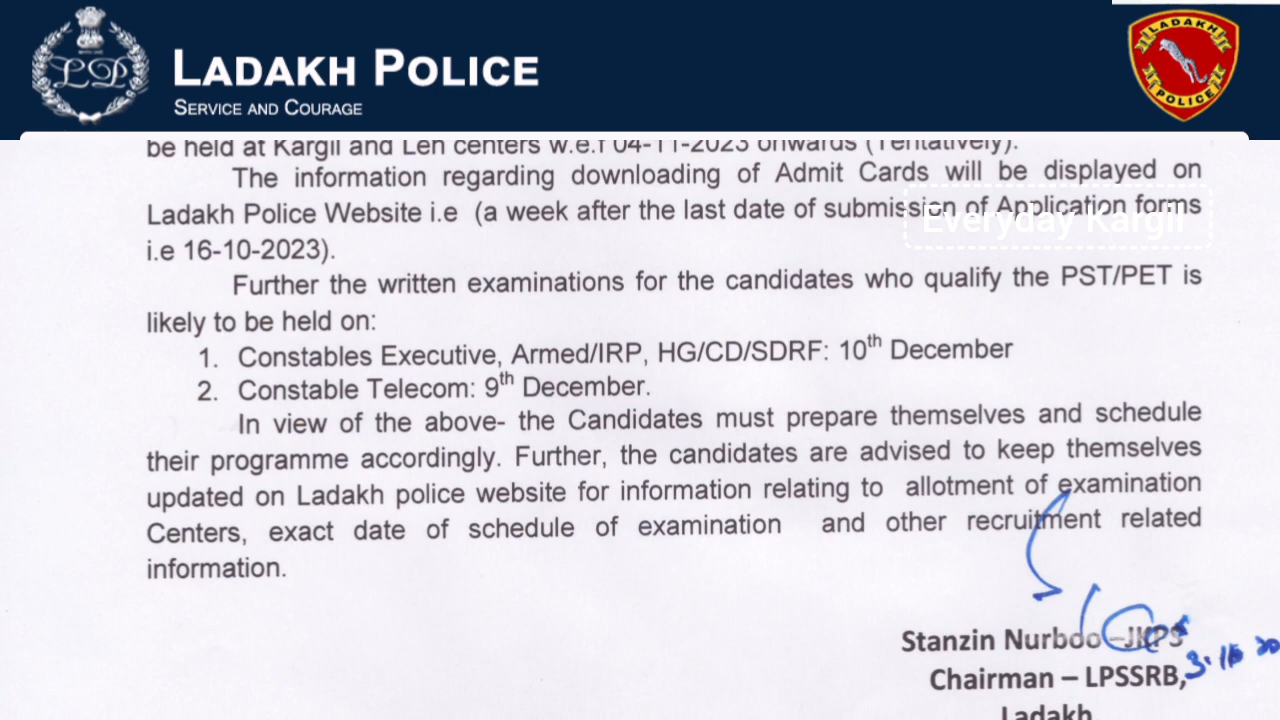 LADAKH POLICE
SERVICE AND COURAGE
LP
LADAKH
POLICE
be held at Kargil and Leh centers w.e.f 04-11-2023 onwards (Tentatively).
The information regarding downloading of Admit Cards will be displayed on
Ladakh Police Website i.e (a week after the last date of submission of Application forms
Everyday Kargil
i.e 16-10-2023).
Further the written examinations for the candidates who qualify the PST/PET is
likely to be held on:
1. Constables Executive, Armed/IRP, HG/CD/SDRF: 10th December
2. Constable Telecom: 9th December.
In view of the above- the Candidates must prepare themselves and schedule
their programme accordingly. Further, the candidates are advised to keep themselves
updated on Ladakh police website for information relating to allotment of examination
Centers, exact date of schedule of examination and other recruitment related
information.
Stanzin Nurboo –JKPS
Chairman – LPSSRB,
Ladakh